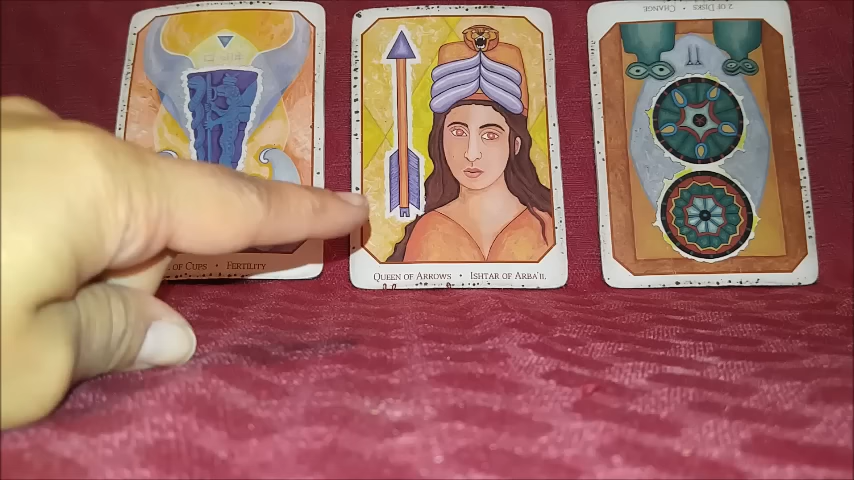 2 OF DISKS • CHANGE
OF CUPS • FERTILITY
QUEEN OF ARROWS • ISHTAR OF ARBA'IL